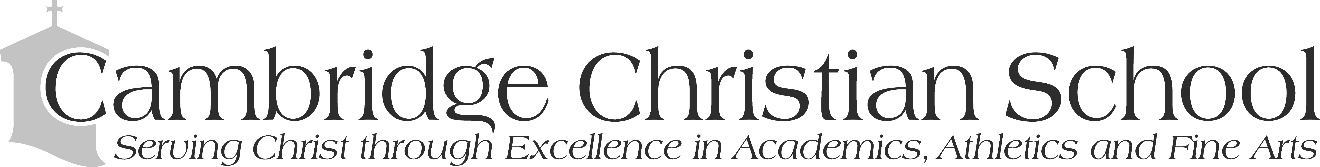 Cambridge Christian School
Serving Christ through Excellence in Academics, Athletics and Fine Arts